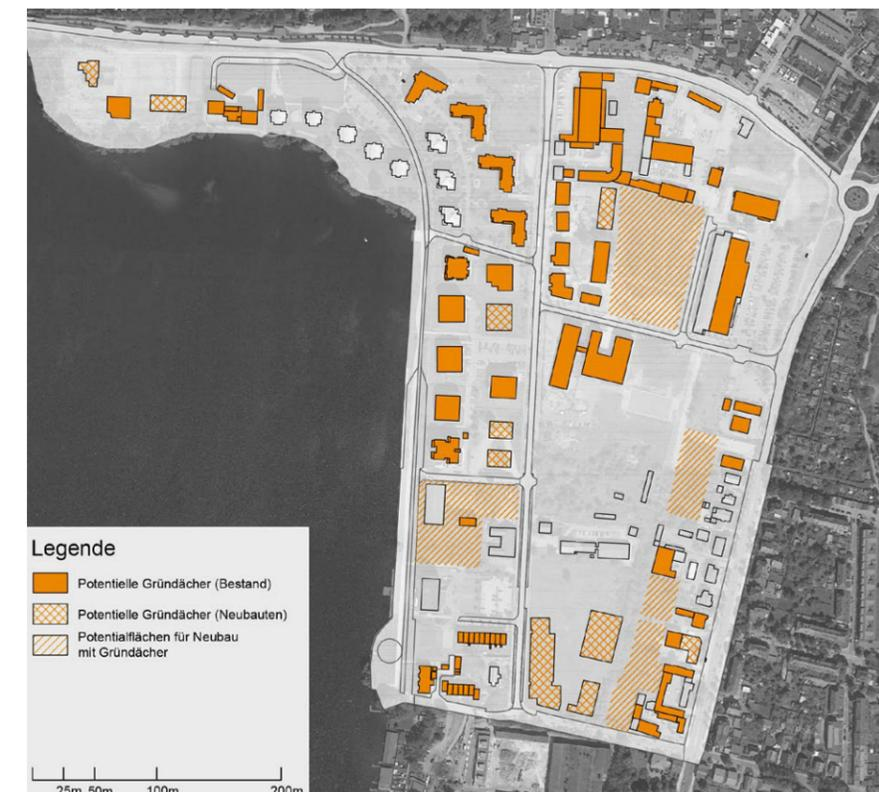 Legende
Potentielle Gründächer (Bestand)
Potentielle Gründächer (Neubauten)
Potentialflächen für Neubau
mit Gründächer
25m 50m 100m 200m